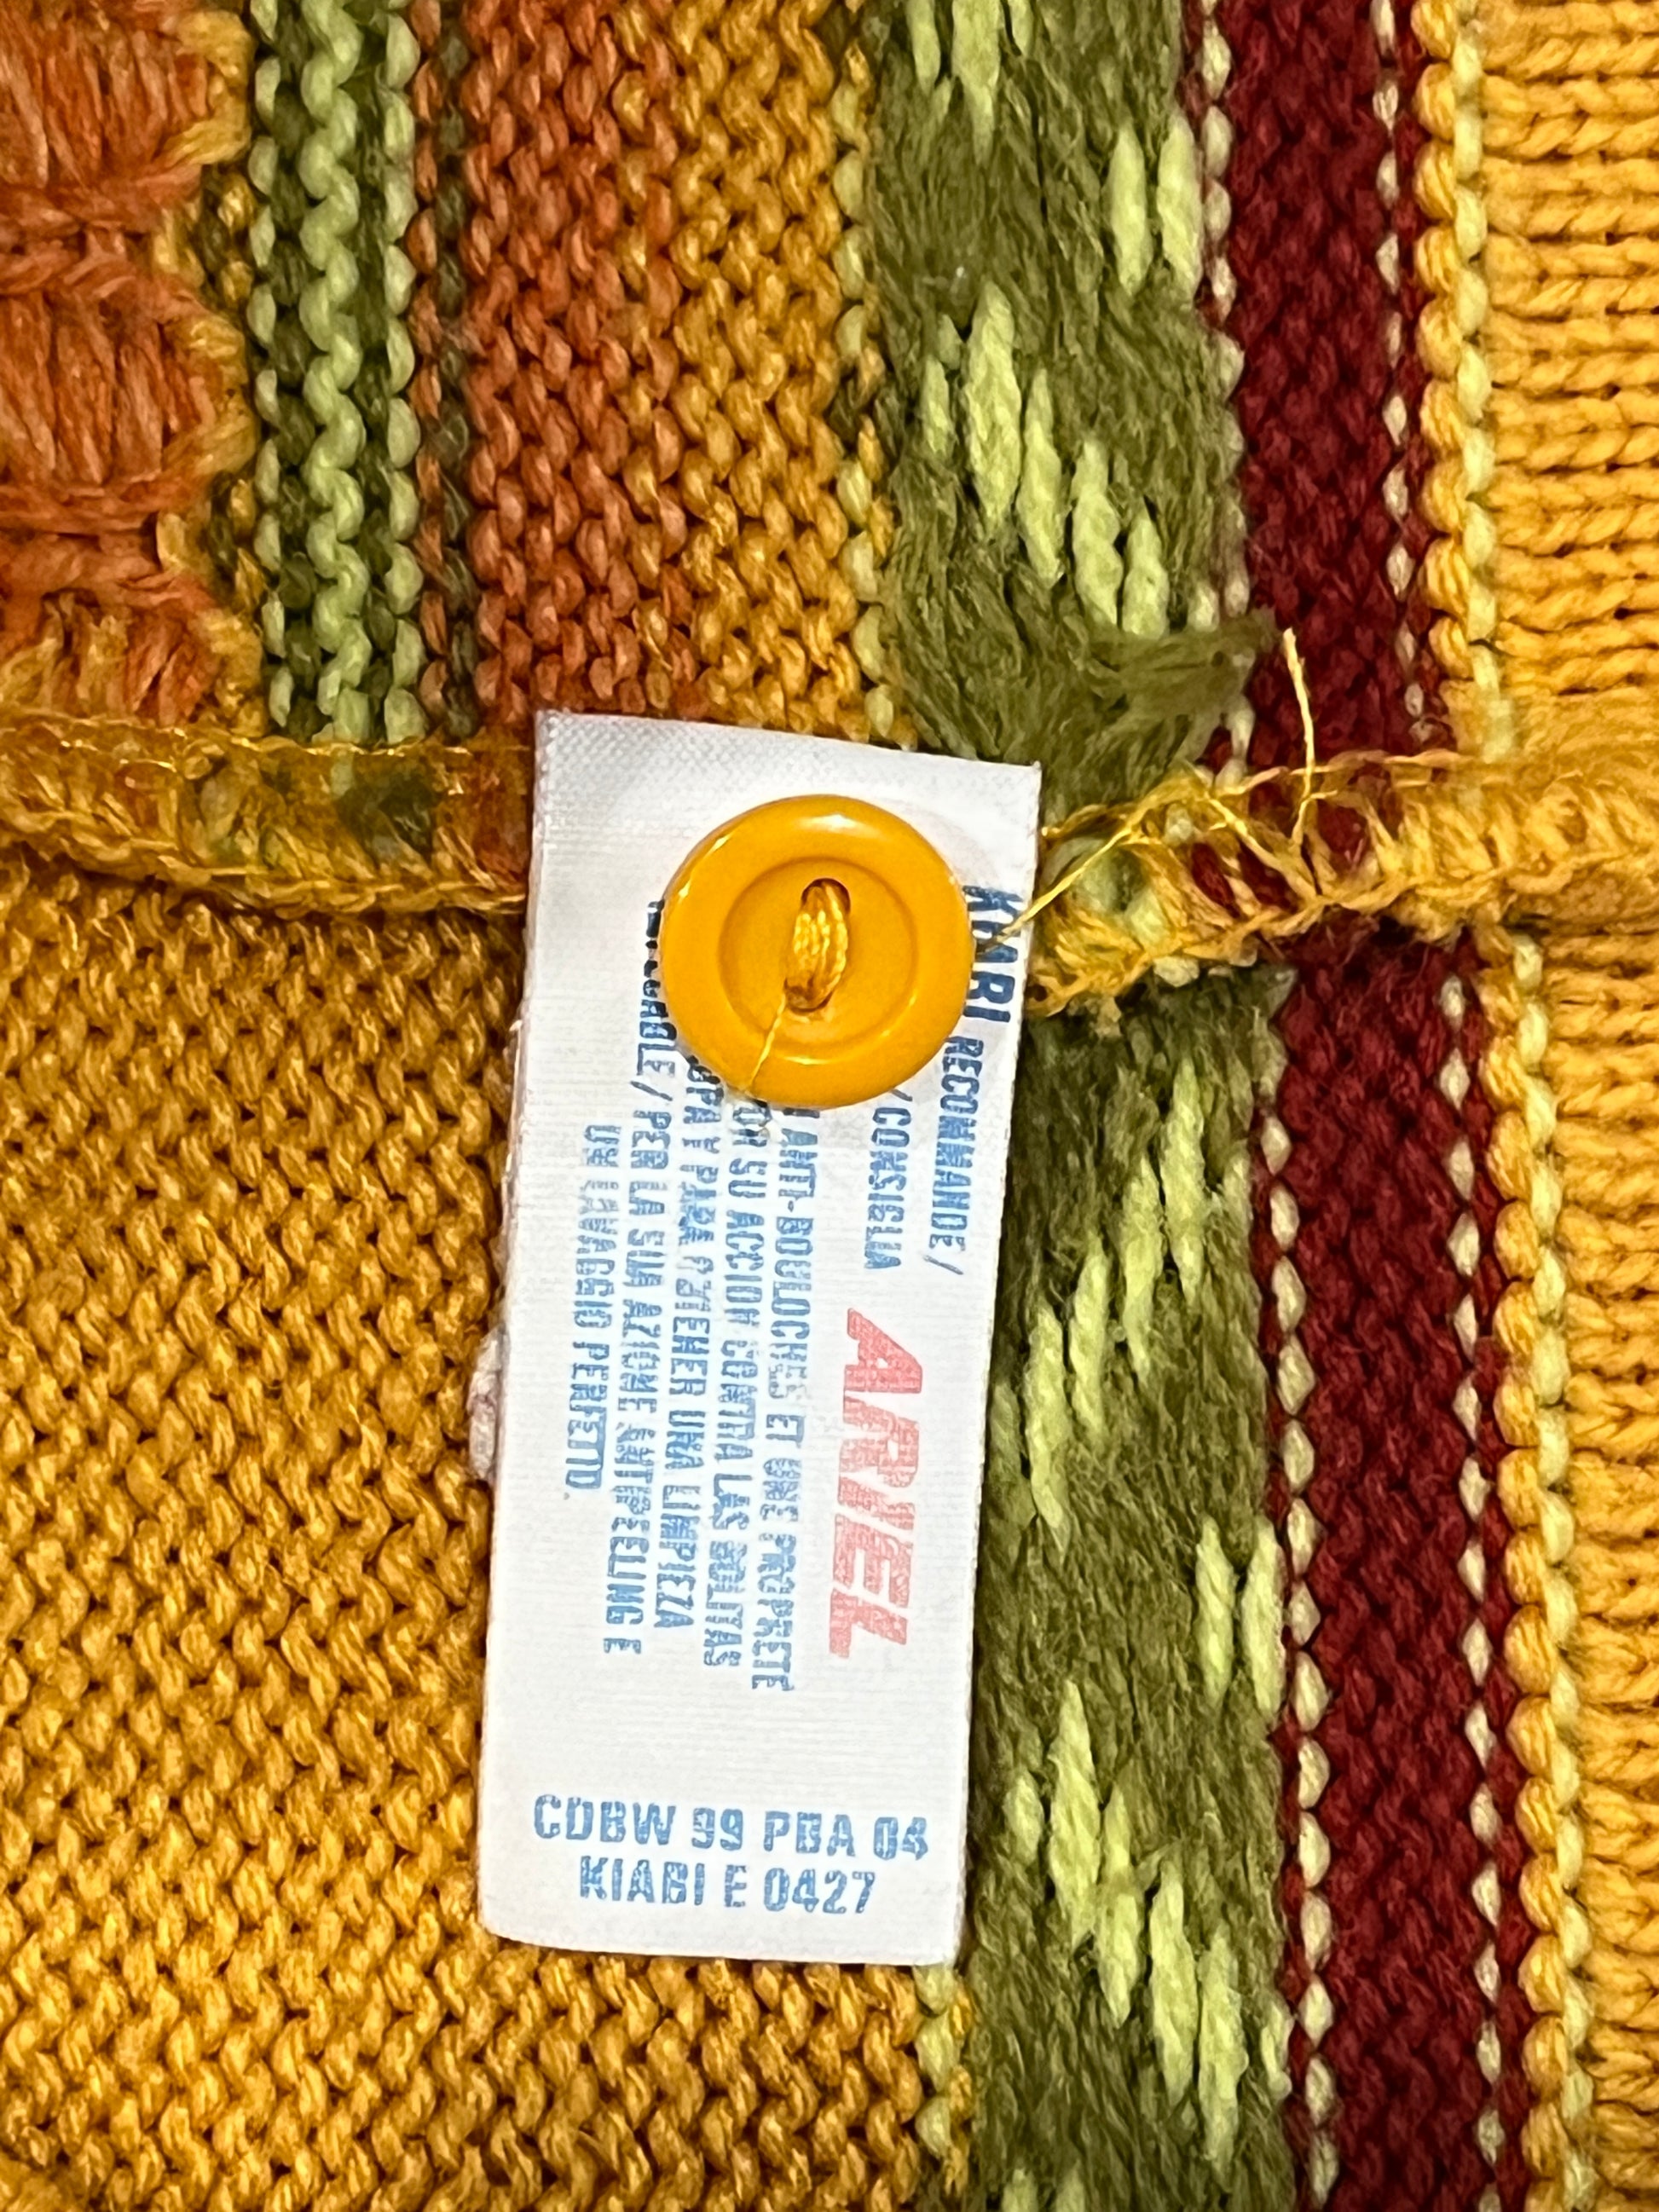 KIABI RECOMMANDE /
/ CONSIGLIA
ARIEL
ANTI-BOULOCHES ET UNE PROPRETE
SU ACCION CONTRA LAS BOLITAS
Y PARA OBTENER UNA LIMPIEZA
/ PER LA SUA AZIONE ANTIPEELING E
UN LAVAGGIO PERFETTO.
CDBW 99 PBA 04
KIABI E 0427